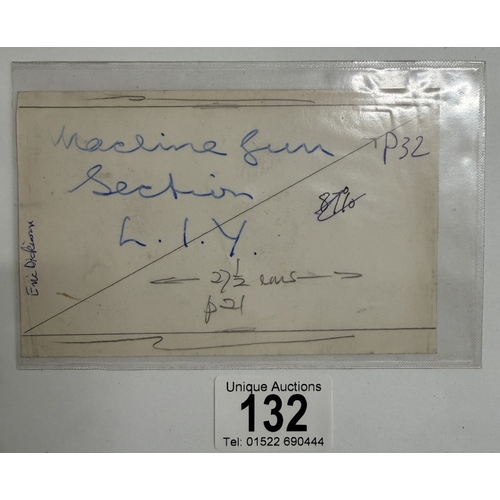 Machine Gun
Section
L.I.Y.
P32
27½ ems
p21
Eric Dickinson
Unique Auctions
132
Tel: 01522 690444